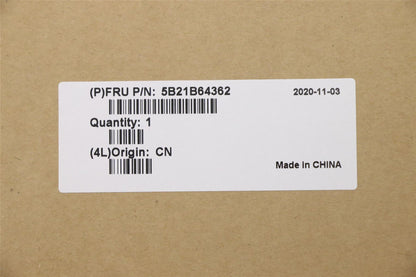 (P)FRU P/N: 5B21B64362 2020-11-03
Quantity: 1
(4L)Origin: CN
Made in CHINA